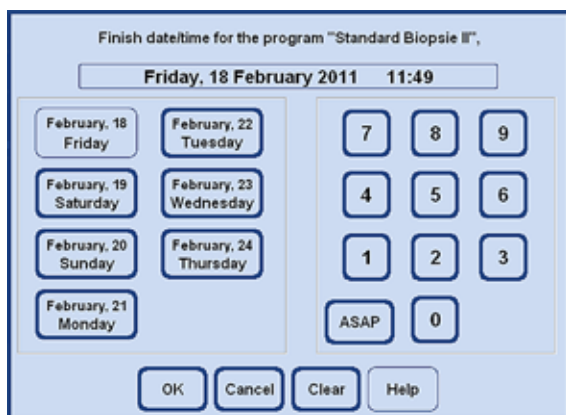 Finish date/time for the program "Standard Biopsie II",
Friday, 18 February 2011 11:49
February, 18
Friday
February, 22
Tuesday
February, 19
Saturday
February, 23
Wednesday
February, 20
Sunday
February, 24
Thursday
February, 21
Monday
7 8 9
4 5 6
1 2 3
ASAP 0
OK Cancel Clear Help